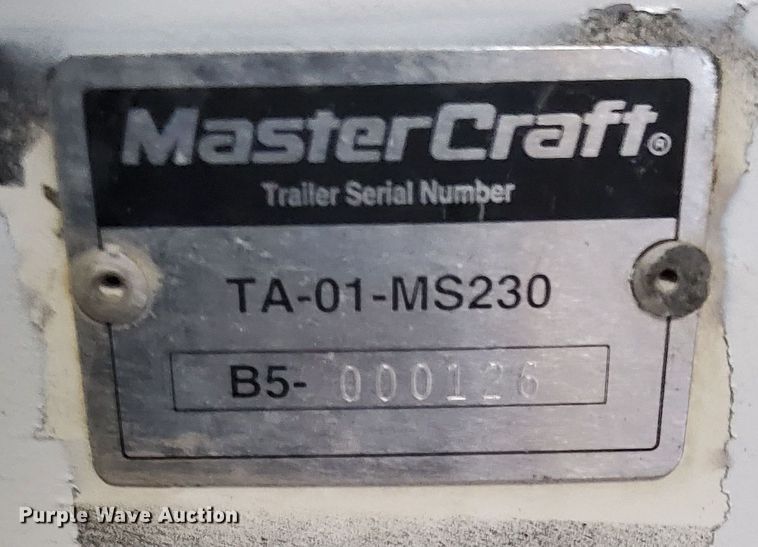 MasterCraft®
Trailer Serial Number
TA-01-MS230
B5- 000126
Purple Wave Auction